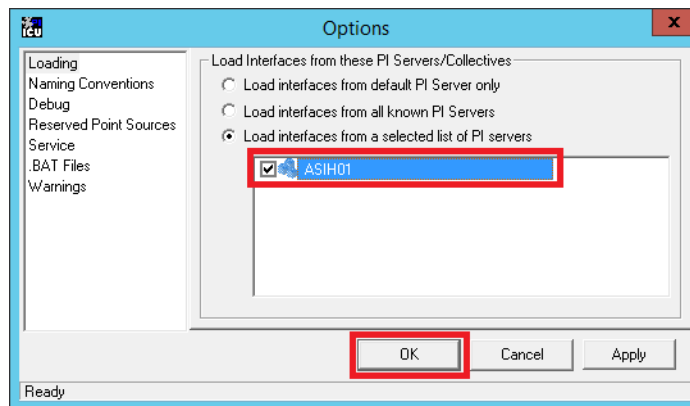 ICU
Options
x
Loading
Naming Conventions
Debug
Reserved Point Sources
Service
.BAT Files
Warnings
Load Interfaces from these PI Servers/Collectives
Load interfaces from default PI Server only
Load interfaces from all known PI Servers
Load interfaces from a selected list of PI servers
ASIH01
OK Cancel Apply
Ready